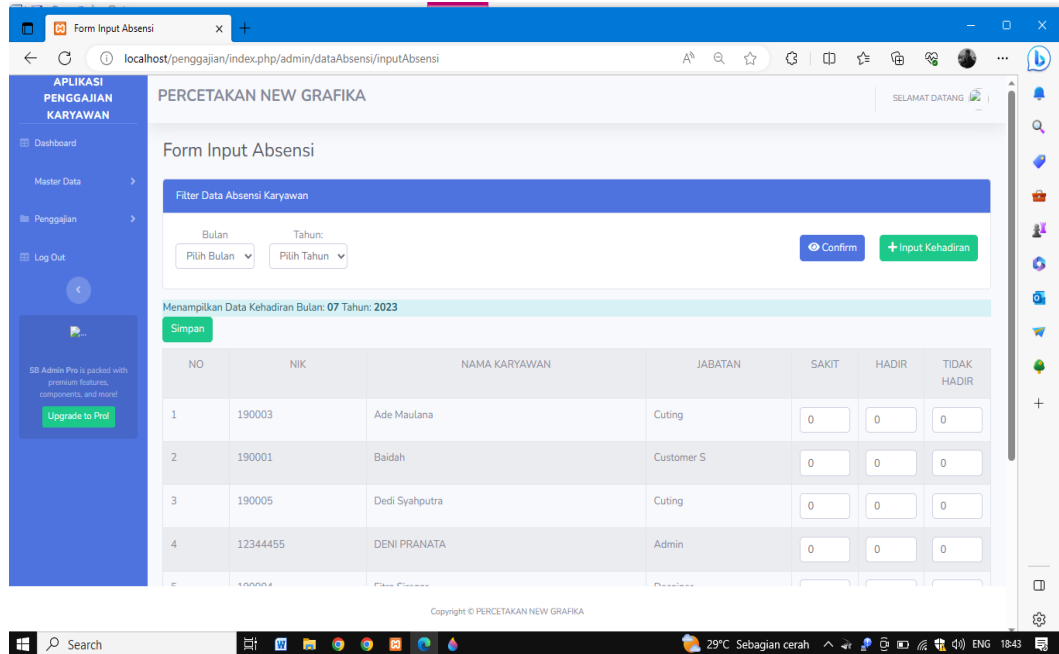 Form Input Absensi
localhost/penggajian/index.php/admin/dataAbsensi/inputAbsensi
APLIKASI
PENGGAJIAN
KARYAWAN
PERCETAKAN NEW GRAFIKA
SELAMAT DATANG
Dashboard
Master Data
Penggajian
Log Out
SB Admin Pro is packed with
premium features,
components, and more!
Upgrade to Pro!
Form Input Absensi
Filter Data Absensi Karyawan
Bulan Tahun:
Pilih Bulan Pilih Tahun Confirm + Input Kehadiran
Menampilkan Data Kehadiran Bulan: 07 Tahun: 2023
Simpan
NO NIK NAMA KARYAWAN JABATAN SAKIT HADIR TIDAK
HADIR
1 190003 Ade Maulana Cuting 0 0 0
2 190001 Baidah Customer S 0 0 0
3 190005 Dedi Syahputra Cuting 0 0 0
4 12344455 DENI PRANATA Admin 0 0 0
Copyright © PERCETAKAN NEW GRAFIKA
Search 29°C Sebagian cerah ENG 18:43